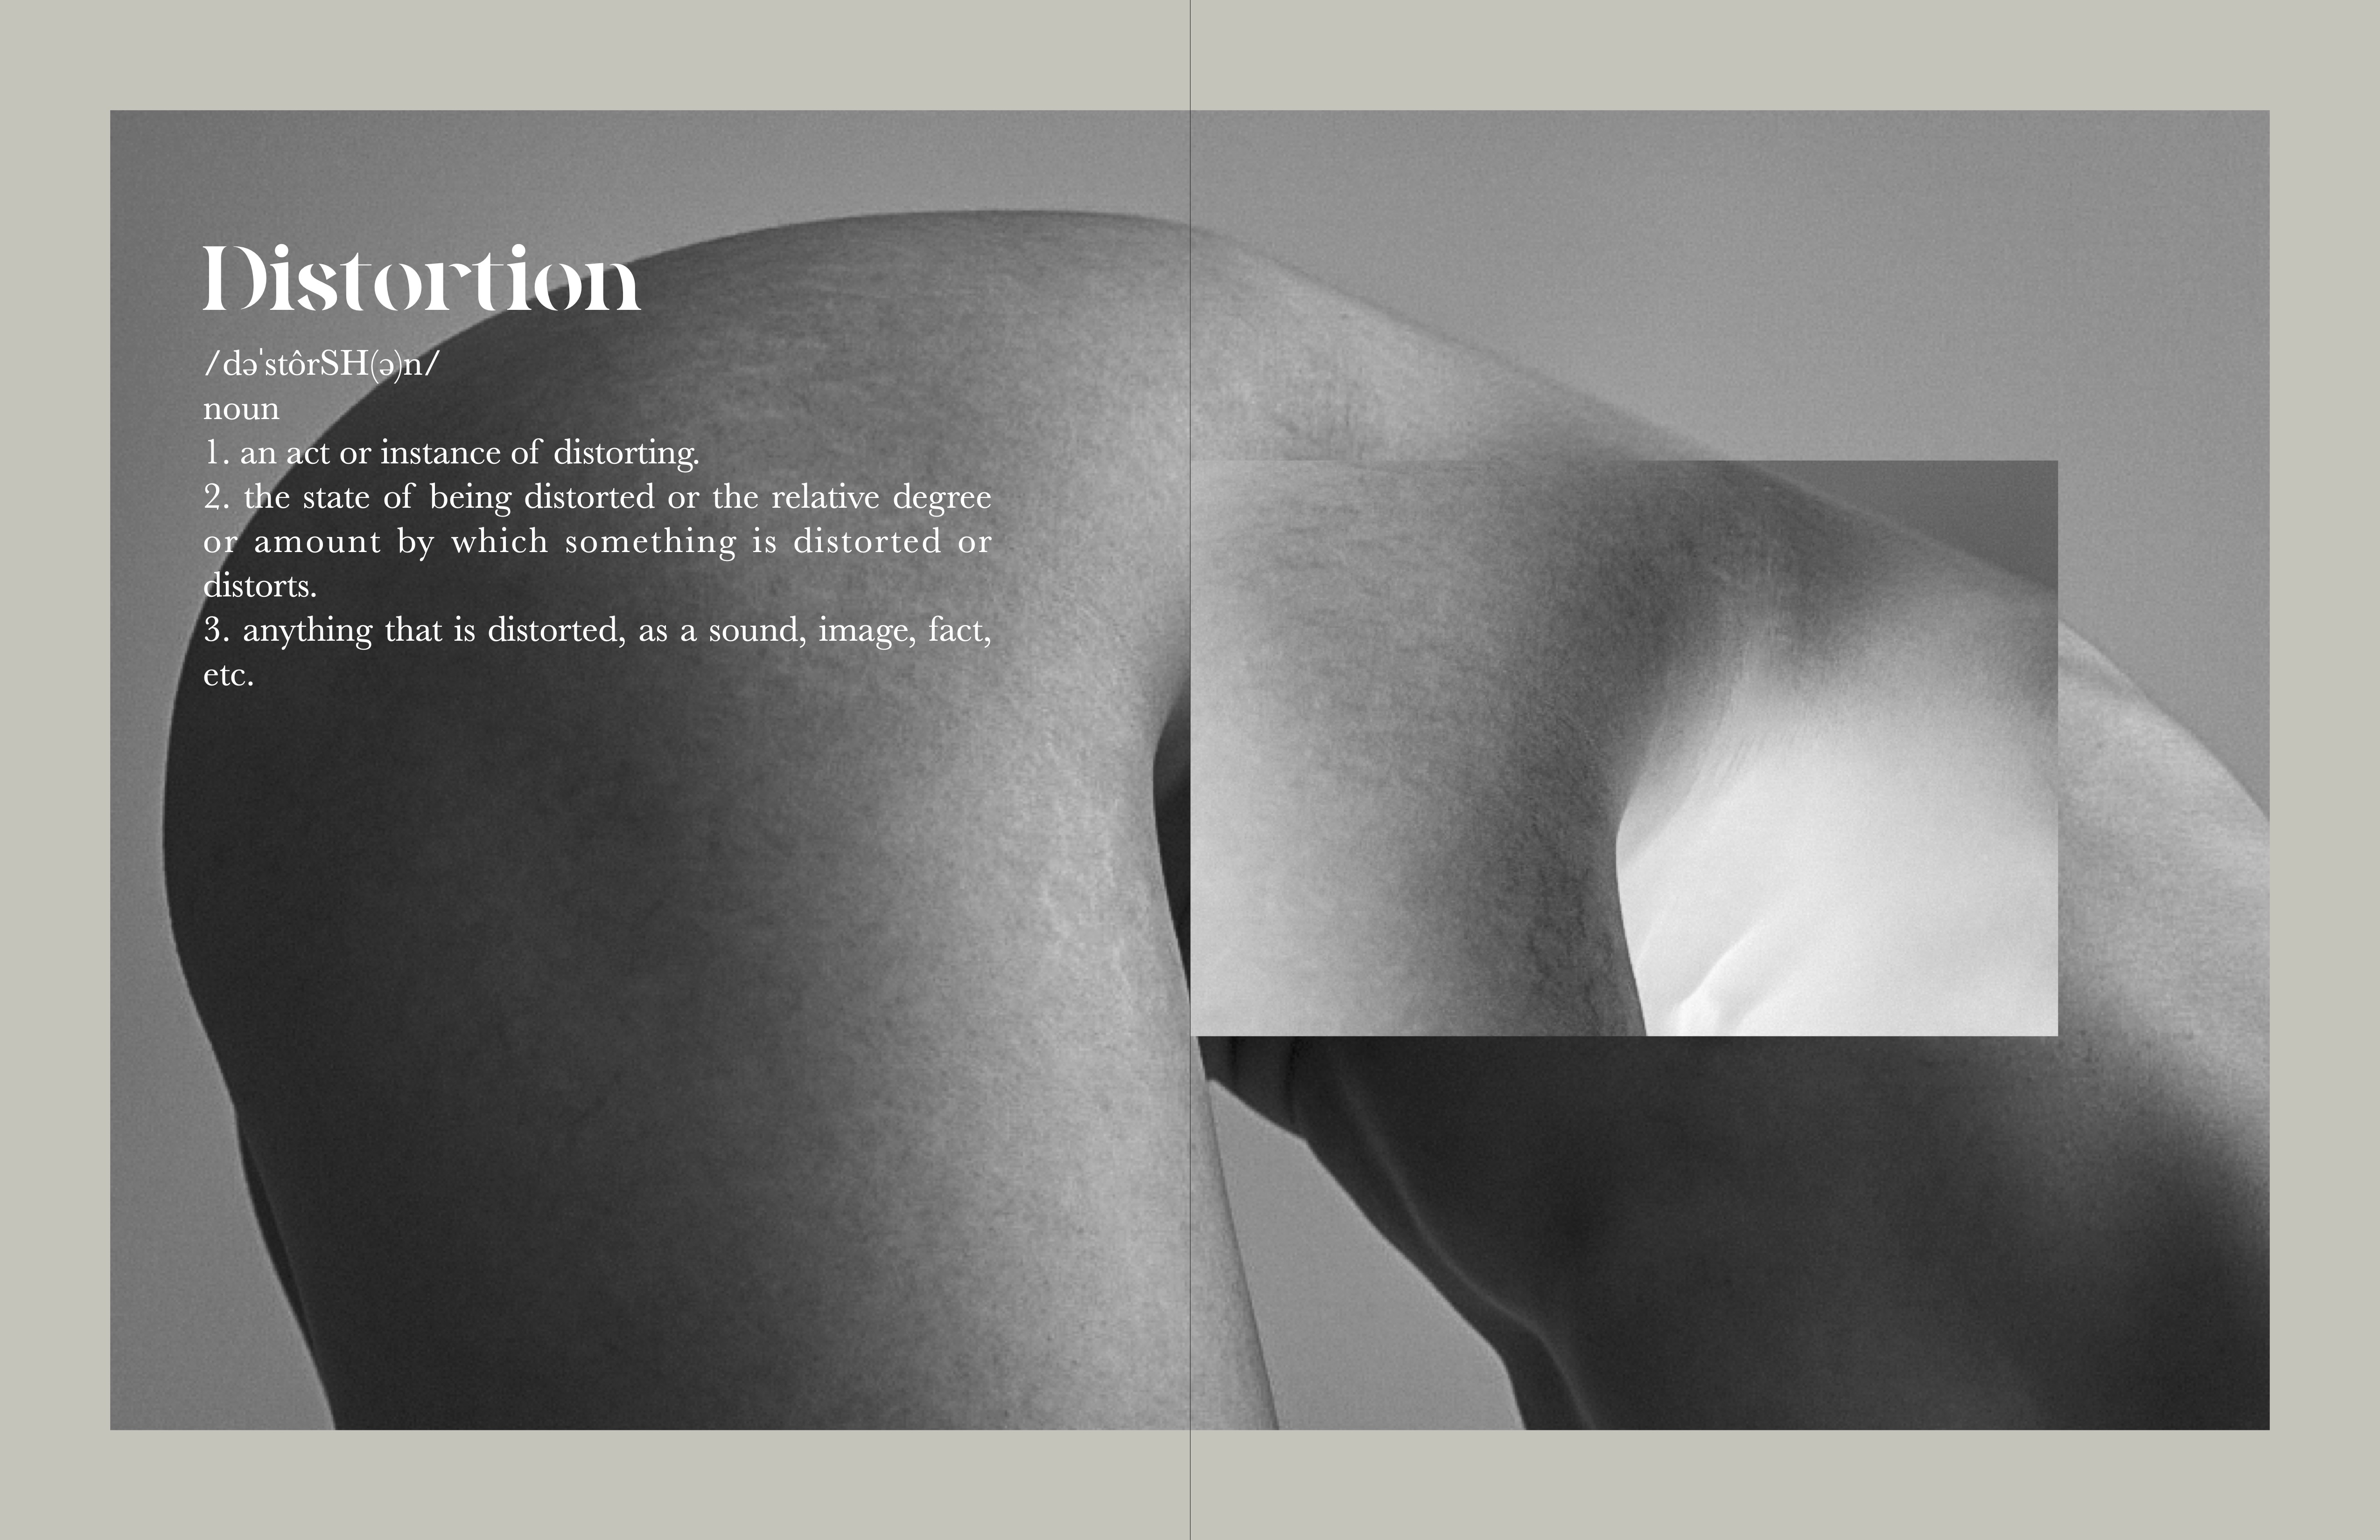 Distortion
/dəˈstôrSH(ə)n/
noun
1. an act or instance of distorting.
2. the state of being distorted or the relative degree
or amount by which something is distorted or
distorts.
3. anything that is distorted, as a sound, image, fact,
etc.